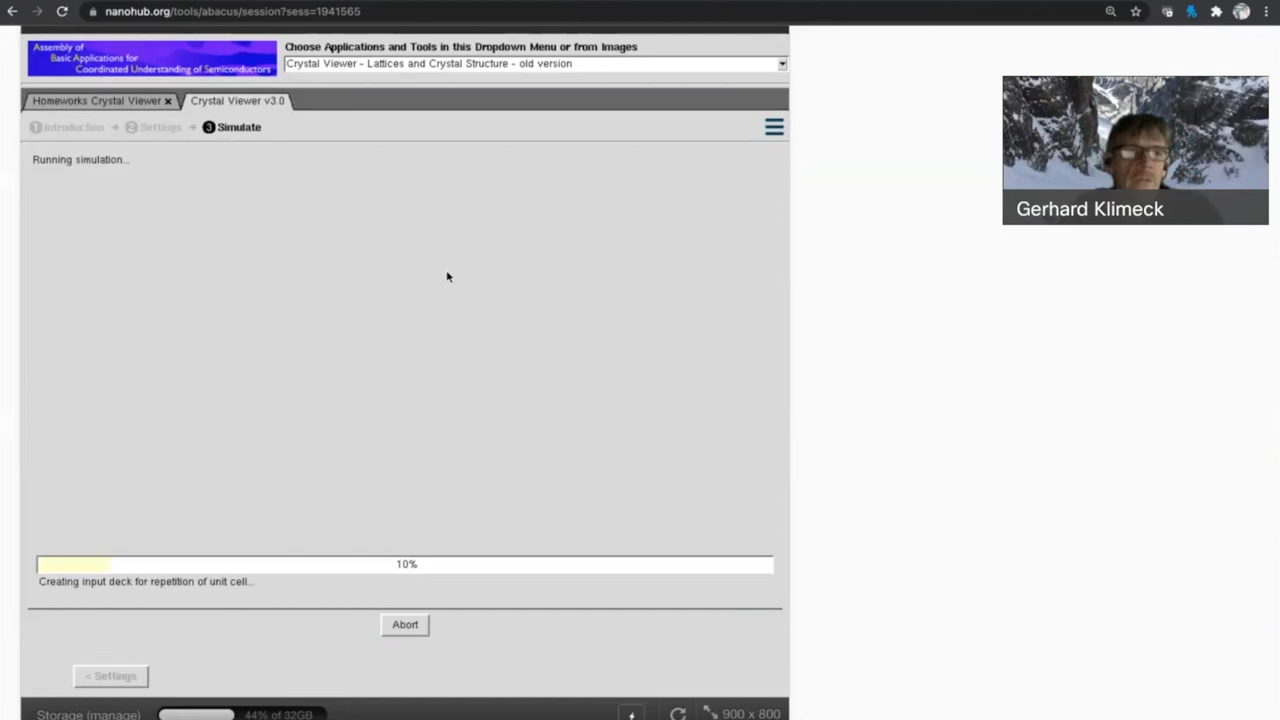 nanohub.org/tools/abacus/session?sess=1941565
Assembly of
Basic Applications for
Coordinated Understanding of Semiconductors
Choose Applications and Tools in this Dropdown Menu or from Images
Crystal Viewer - Lattices and Crystal Structure - old version
Homeworks Crystal Viewer × Crystal Viewer v3.0
1 Introduction → 2 Settings → 3 Simulate
Running simulation...
Gerhard Klimeck
10%
Creating input deck for repetition of unit cell...
Abort
< Settings
Storage (manage) 44% of 32GB 900 x 800